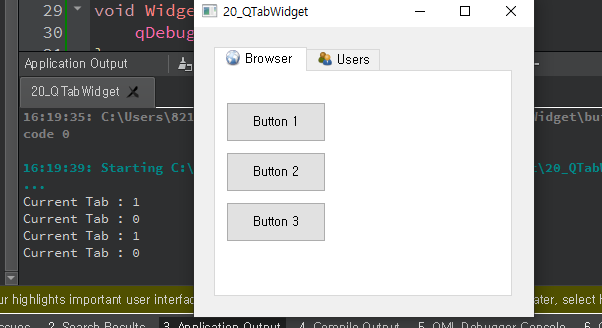 29 void Widg
30 qDebug
20_QTabWidget
Application Output
20_QTabWidget
Browser
Users
16:19:35: C:\Users\821
Widget\bu
code 0
16:19:39: Starting C:\
t\20_QTab
...
Current Tab : 1
Current Tab : 0
Current Tab : 1
Current Tab : 0
Button 1
Button 2
Button 3
ur highlights important user interfac
ater, select h
ssues 2 Search Results 3 Application Output 4 Compile Output 5 QML Debugger Console 6